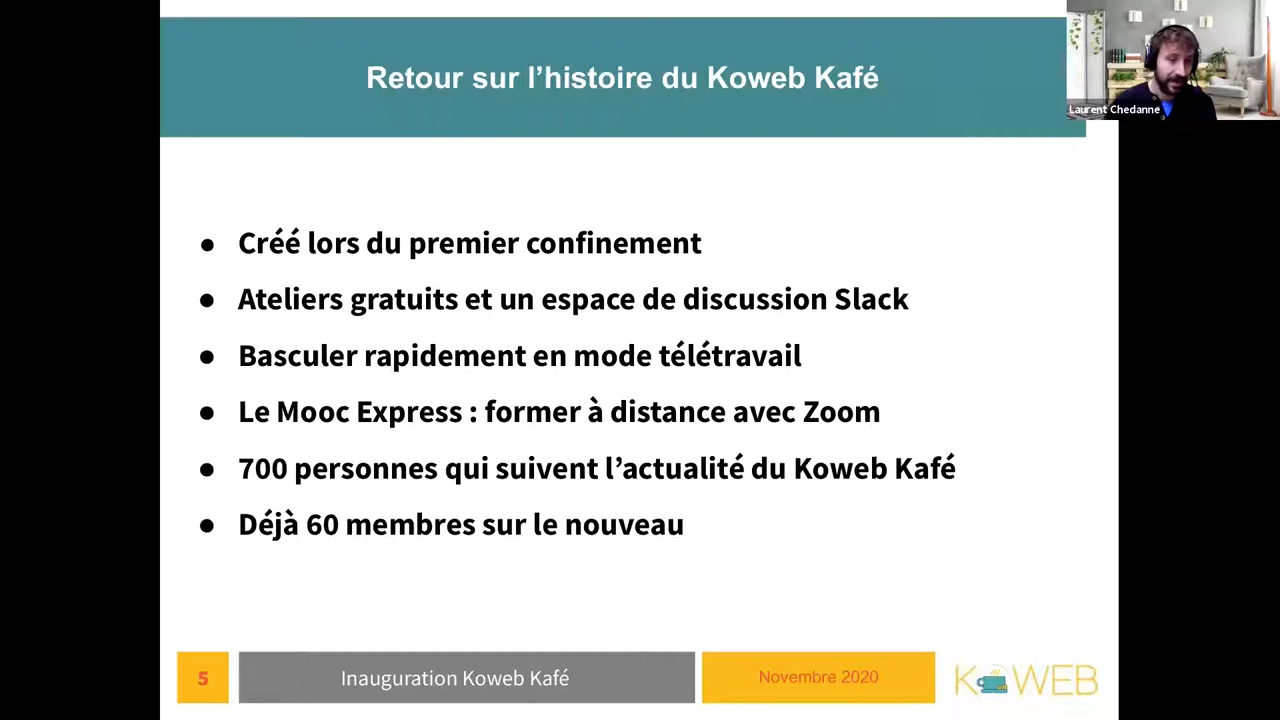 Retour sur l’histoire du Koweb Kafé
Laurent Chedanne
● Créé lors du premier confinement
● Ateliers gratuits et un espace de discussion Slack
● Basculer rapidement en mode télétravail
● Le Mooc Express : former à distance avec Zoom
● 700 personnes qui suivent l’actualité du Koweb Kafé
● Déjà 60 membres sur le nouveau
5
Inauguration Koweb Kafé
Novembre 2020
KOWEB